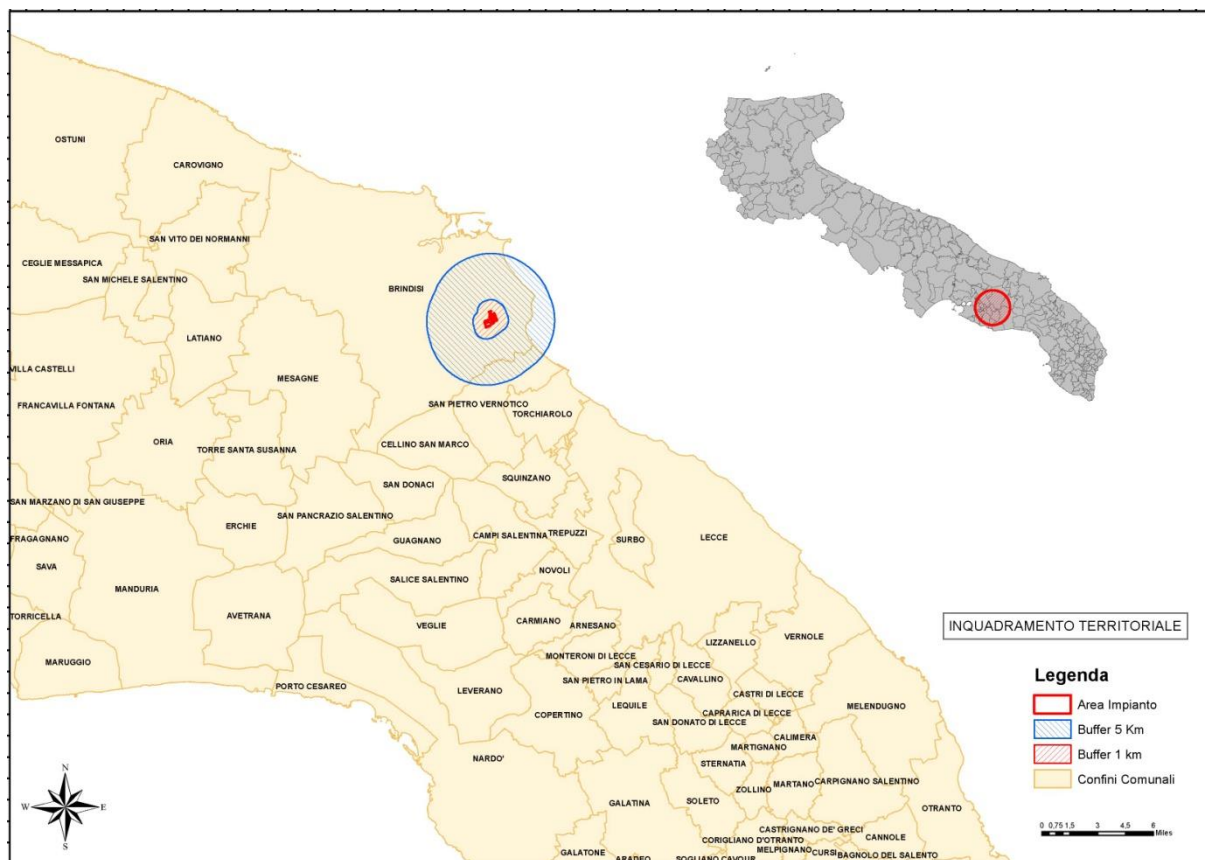 OSTUNI
CAROVIGNO
SAN VITO DEI NORMANNI
CEGLIE MESSAPICA
SAN MICHELE SALENTINO
BRINDISI
LATIANO
VILLA CASTELLI
MESAGNE
FRANCAVILLA FONTANA
SAN PIETRO VERNOTICO
TORCHIAROLO
ORIA
TORRE SANTA SUSANNA
CELLINO SAN MARCO
SQUINZANO
SAN DONACI
SAN MARZANO DI SAN GIUSEPPE
SAN PANCRAZIO SALENTINO
ERCHIE
FRAGAGNANO
GUAGNANO
CAMPI SALENTINA
TREPUZZI
SURBO
LECCE
SAVA
NOVOLI
MANDURIA
SALICE SALENTINO
TORRICELLA
AVETRANA
VEGLIE
CARMIANO
ARNESANO
LIZZANELLO
VERNOLE
MARUGGIO
MONTERONI DI LECCE
SAN CESARIO DI LECCE
PORTO CESAREO
LEVERANO
SAN PIETRO IN LAMA
CAVALLINO
CASTRI DI LECCE
LEQUILE
MELENDUGNO
COPERTINO
CAPRARICA DI LECCE
SAN DONATO DI LECCE
CALIMERA
MARTIGNANO
NARDO'
STERNATIA
ZOLLINO
MARTANO
CARPIGNANO SALENTINO
GALATINA
SOLETO
OTRANTO
CASTRIGNANO DE' GRECI
CORIGLIANO D'OTRANTO
CANNOLE
GALATONE
MELPIGNANO
CURSI
BAGNOLO DEL SALENTO
ARADEO
SOGLIANO CAVOUR
INQUADRAMENTO TERRITORIALE
Legenda
Area Impianto
Buffer 5 Km
Buffer 1 km
Confini Comunali
0 0,75 1,5 3 4,5 6
Miles
N
W E
S